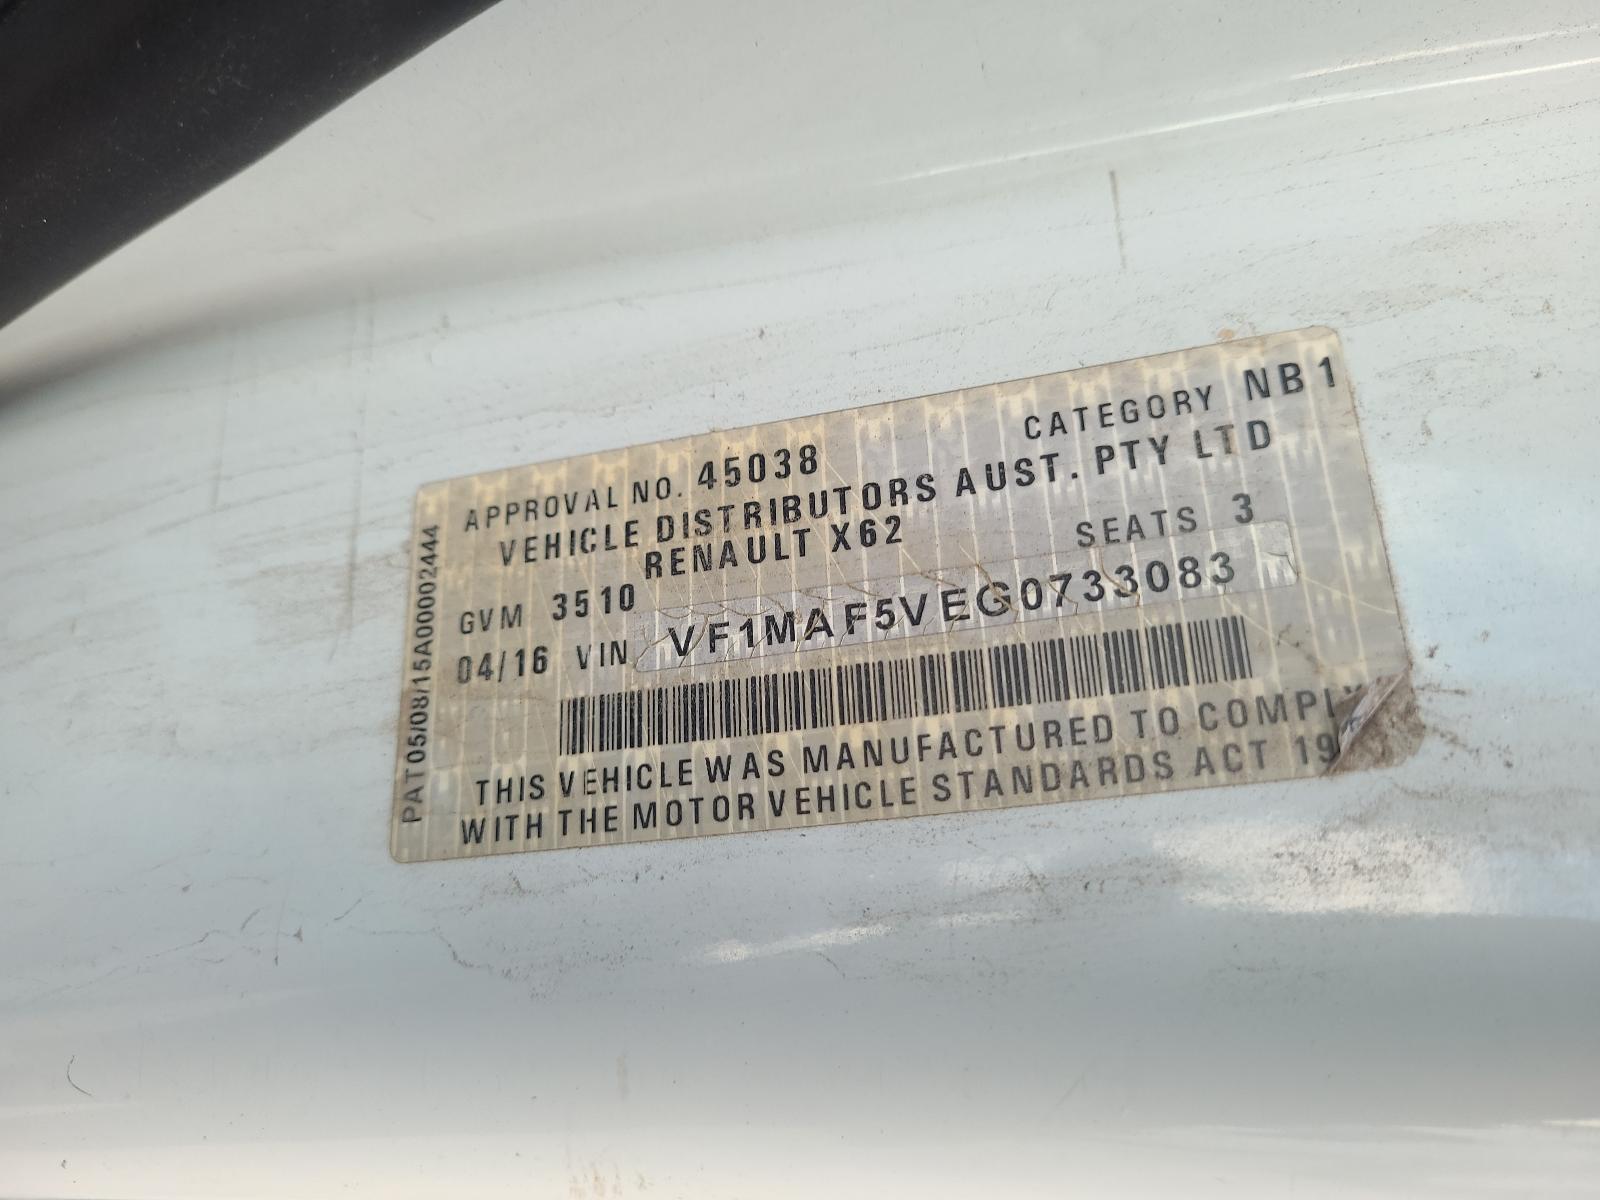 APPROVAL NO. 45038 CATEGORY NB1
VEHICLE DISTRIBUTORS AUST. PTY LTD
RENAULT X62 SEATS 3
GVM 3510
04/16 VIN VF1MAF5VEG0733083
THIS VEHICLE WAS MANUFACTURED TO COMPLY
WITH THE MOTOR VEHICLE STANDARDS ACT 19
PAT05/08/15A00002444